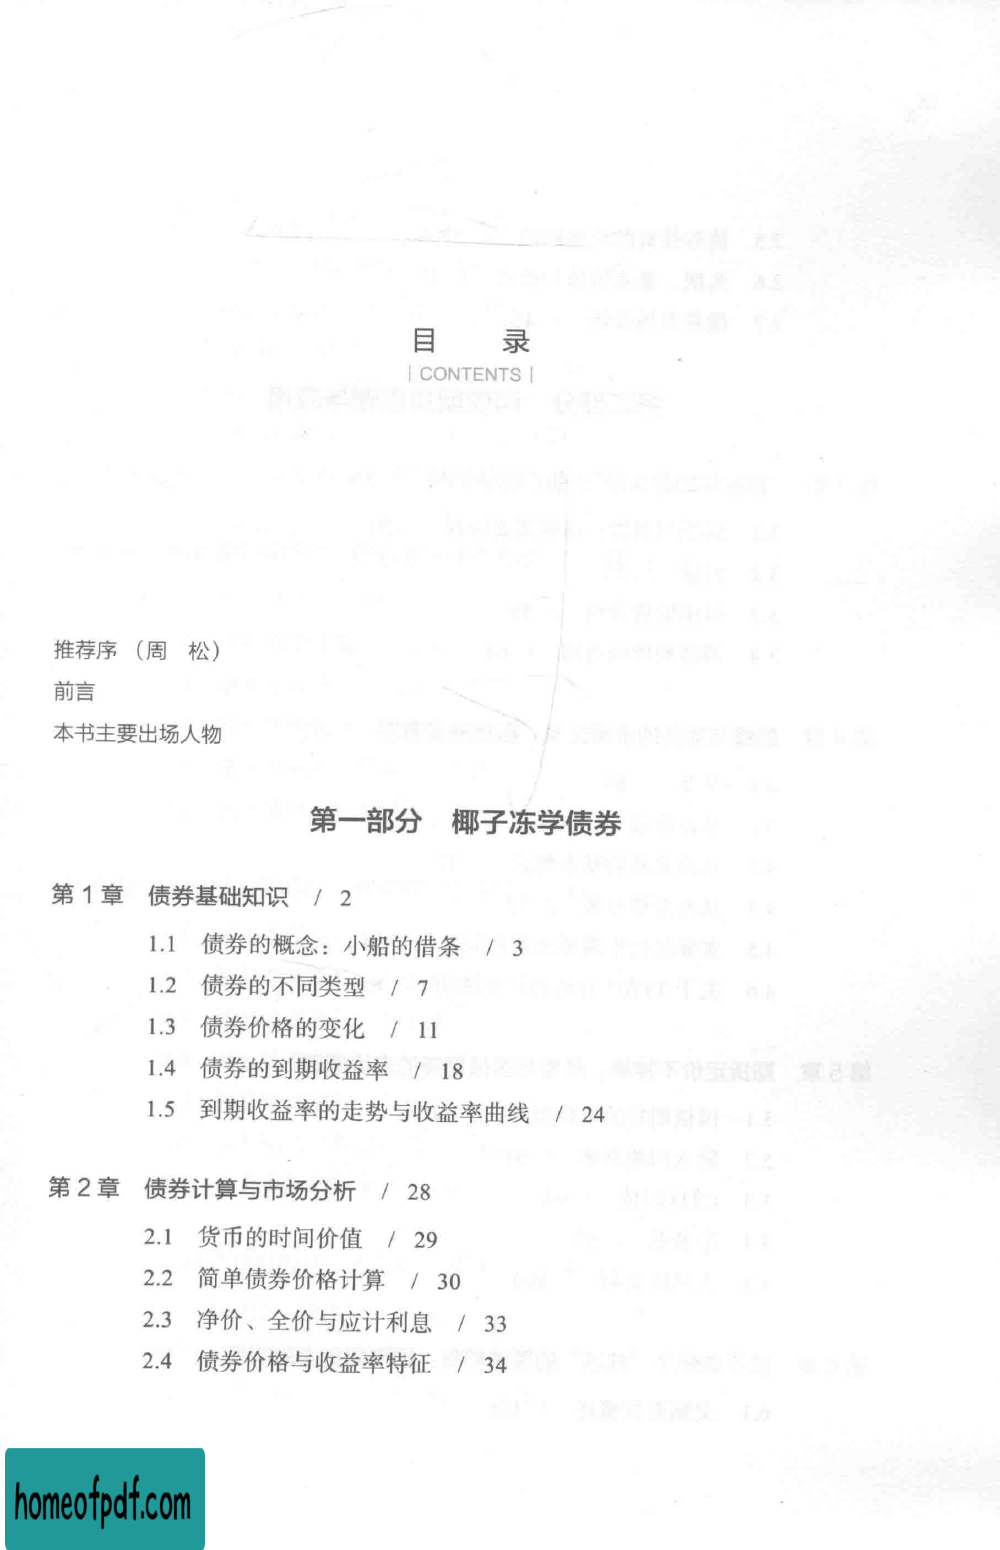 目 录
| CONTENTS |
推荐序（周 松）
前言
本书主要出场人物
第一部分 椰子冻学债券
第 1 章 债券基础知识 / 2
1.1 债券的概念：小船的借条 / 3
1.2 债券的不同类型 / 7
1.3 债券价格的变化 / 11
1.4 债券的到期收益率 / 18
1.5 到期收益率的走势与收益率曲线 / 24
第 2 章 债券计算与市场分析 / 28
2.1 货币的时间价值 / 29
2.2 简单债券价格计算 / 30
2.3 净价、全价与应计利息 / 33
2.4 债券价格与收益率特征 / 34
homeofpdf.com